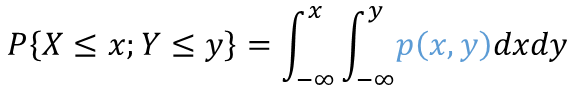 P{X ≤ x; Y ≤ y} = ∫_{-∞}^{x} ∫_{-∞}^{y} p(x, y)dxdy